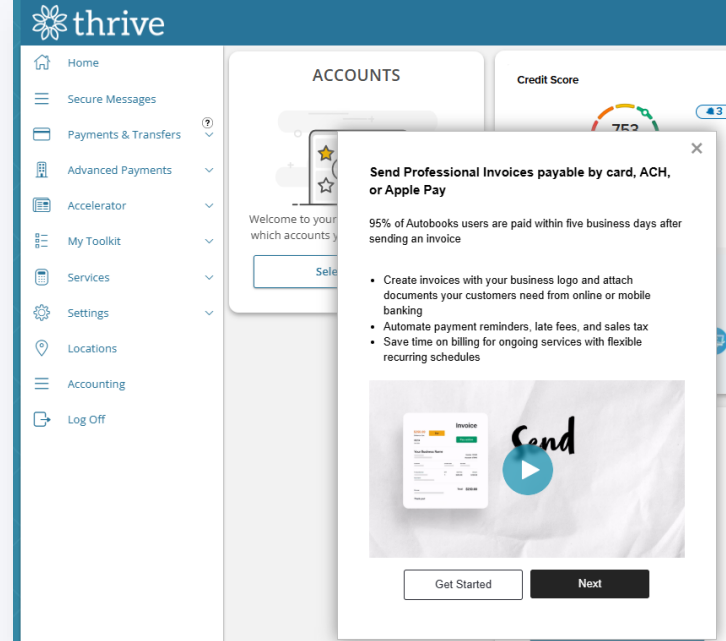 thrive
Home
Secure Messages
Payments & Transfers
?
Advanced Payments
Accelerator
My Toolkit
Services
Settings
Locations
Accounting
Log Off
ACCOUNTS
Welcome to your
which accounts y
Sele
Credit Score
753
3
Send Professional Invoices payable by card, ACH,
or Apple Pay
95% of Autobooks users are paid within five business days after
sending an invoice
• Create invoices with your business logo and attach
documents your customers need from online or mobile
banking
• Automate payment reminders, late fees, and sales tax
• Save time on billing for ongoing services with flexible
recurring schedules
Invoice
Your Business Name
Send
Get Started
Next